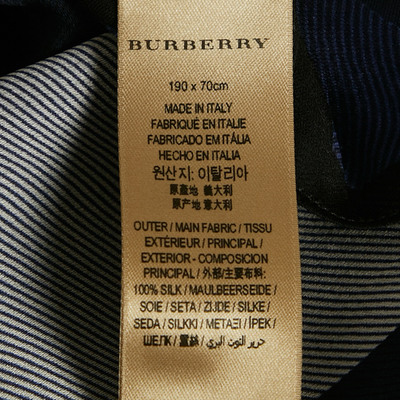 BURBERRY
190 x 70cm
MADE IN ITALY
FABRIQUÉ EN ITALIE
FABRICADO EM ITÁLIA
HECHO EN ITALIA
원산지: 이탈리아
原產地 義大利
原产地 意大利
OUTER / MAIN FABRIC / TISSU
EXTÉRIEUR / PRINCIPAL /
EXTERIOR - COMPOSICION
PRINCIPAL / 外部/主要布料:
100% SILK / MAULBEERSEIDE /
SOIE / SETA / ZIJDE / SILKE /
SEDA / SILKKI / ΜΕΤΑΞΙ / İPEK /
ШЕЛК / 蠶絲 / حرير التوت البري /